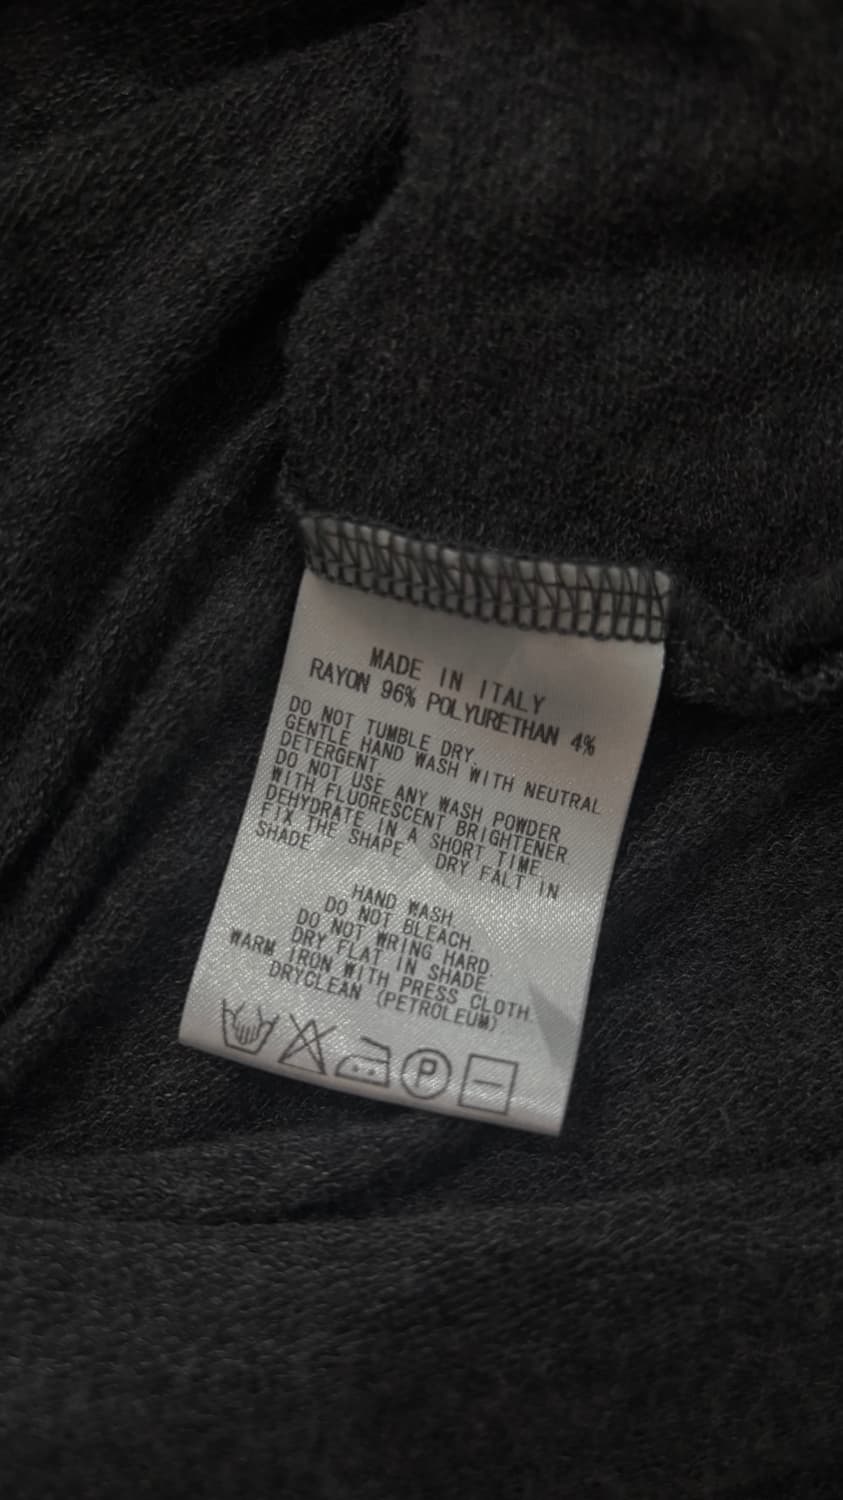 MADE IN ITALY
RAYON 96% POLYURETHAN 4%
DO NOT TUMBLE DRY.
GENTLE HAND WASH WITH NEUTRAL
DETERGENT
DO NOT USE ANY WASH POWDER
WITH FLUORESCENT BRIGHTENER
DEHYDRATE IN A SHORT TIME
FIX THE SHAPE DRY FALT IN
SHADE
HAND WASH
DO NOT BLEACH.
DO NOT WRING HARD.
DRY FLAT IN SHADE.
WARM IRON WITH PRESS CLOTH.
DRYCLEAN (PETROLEUM)
P